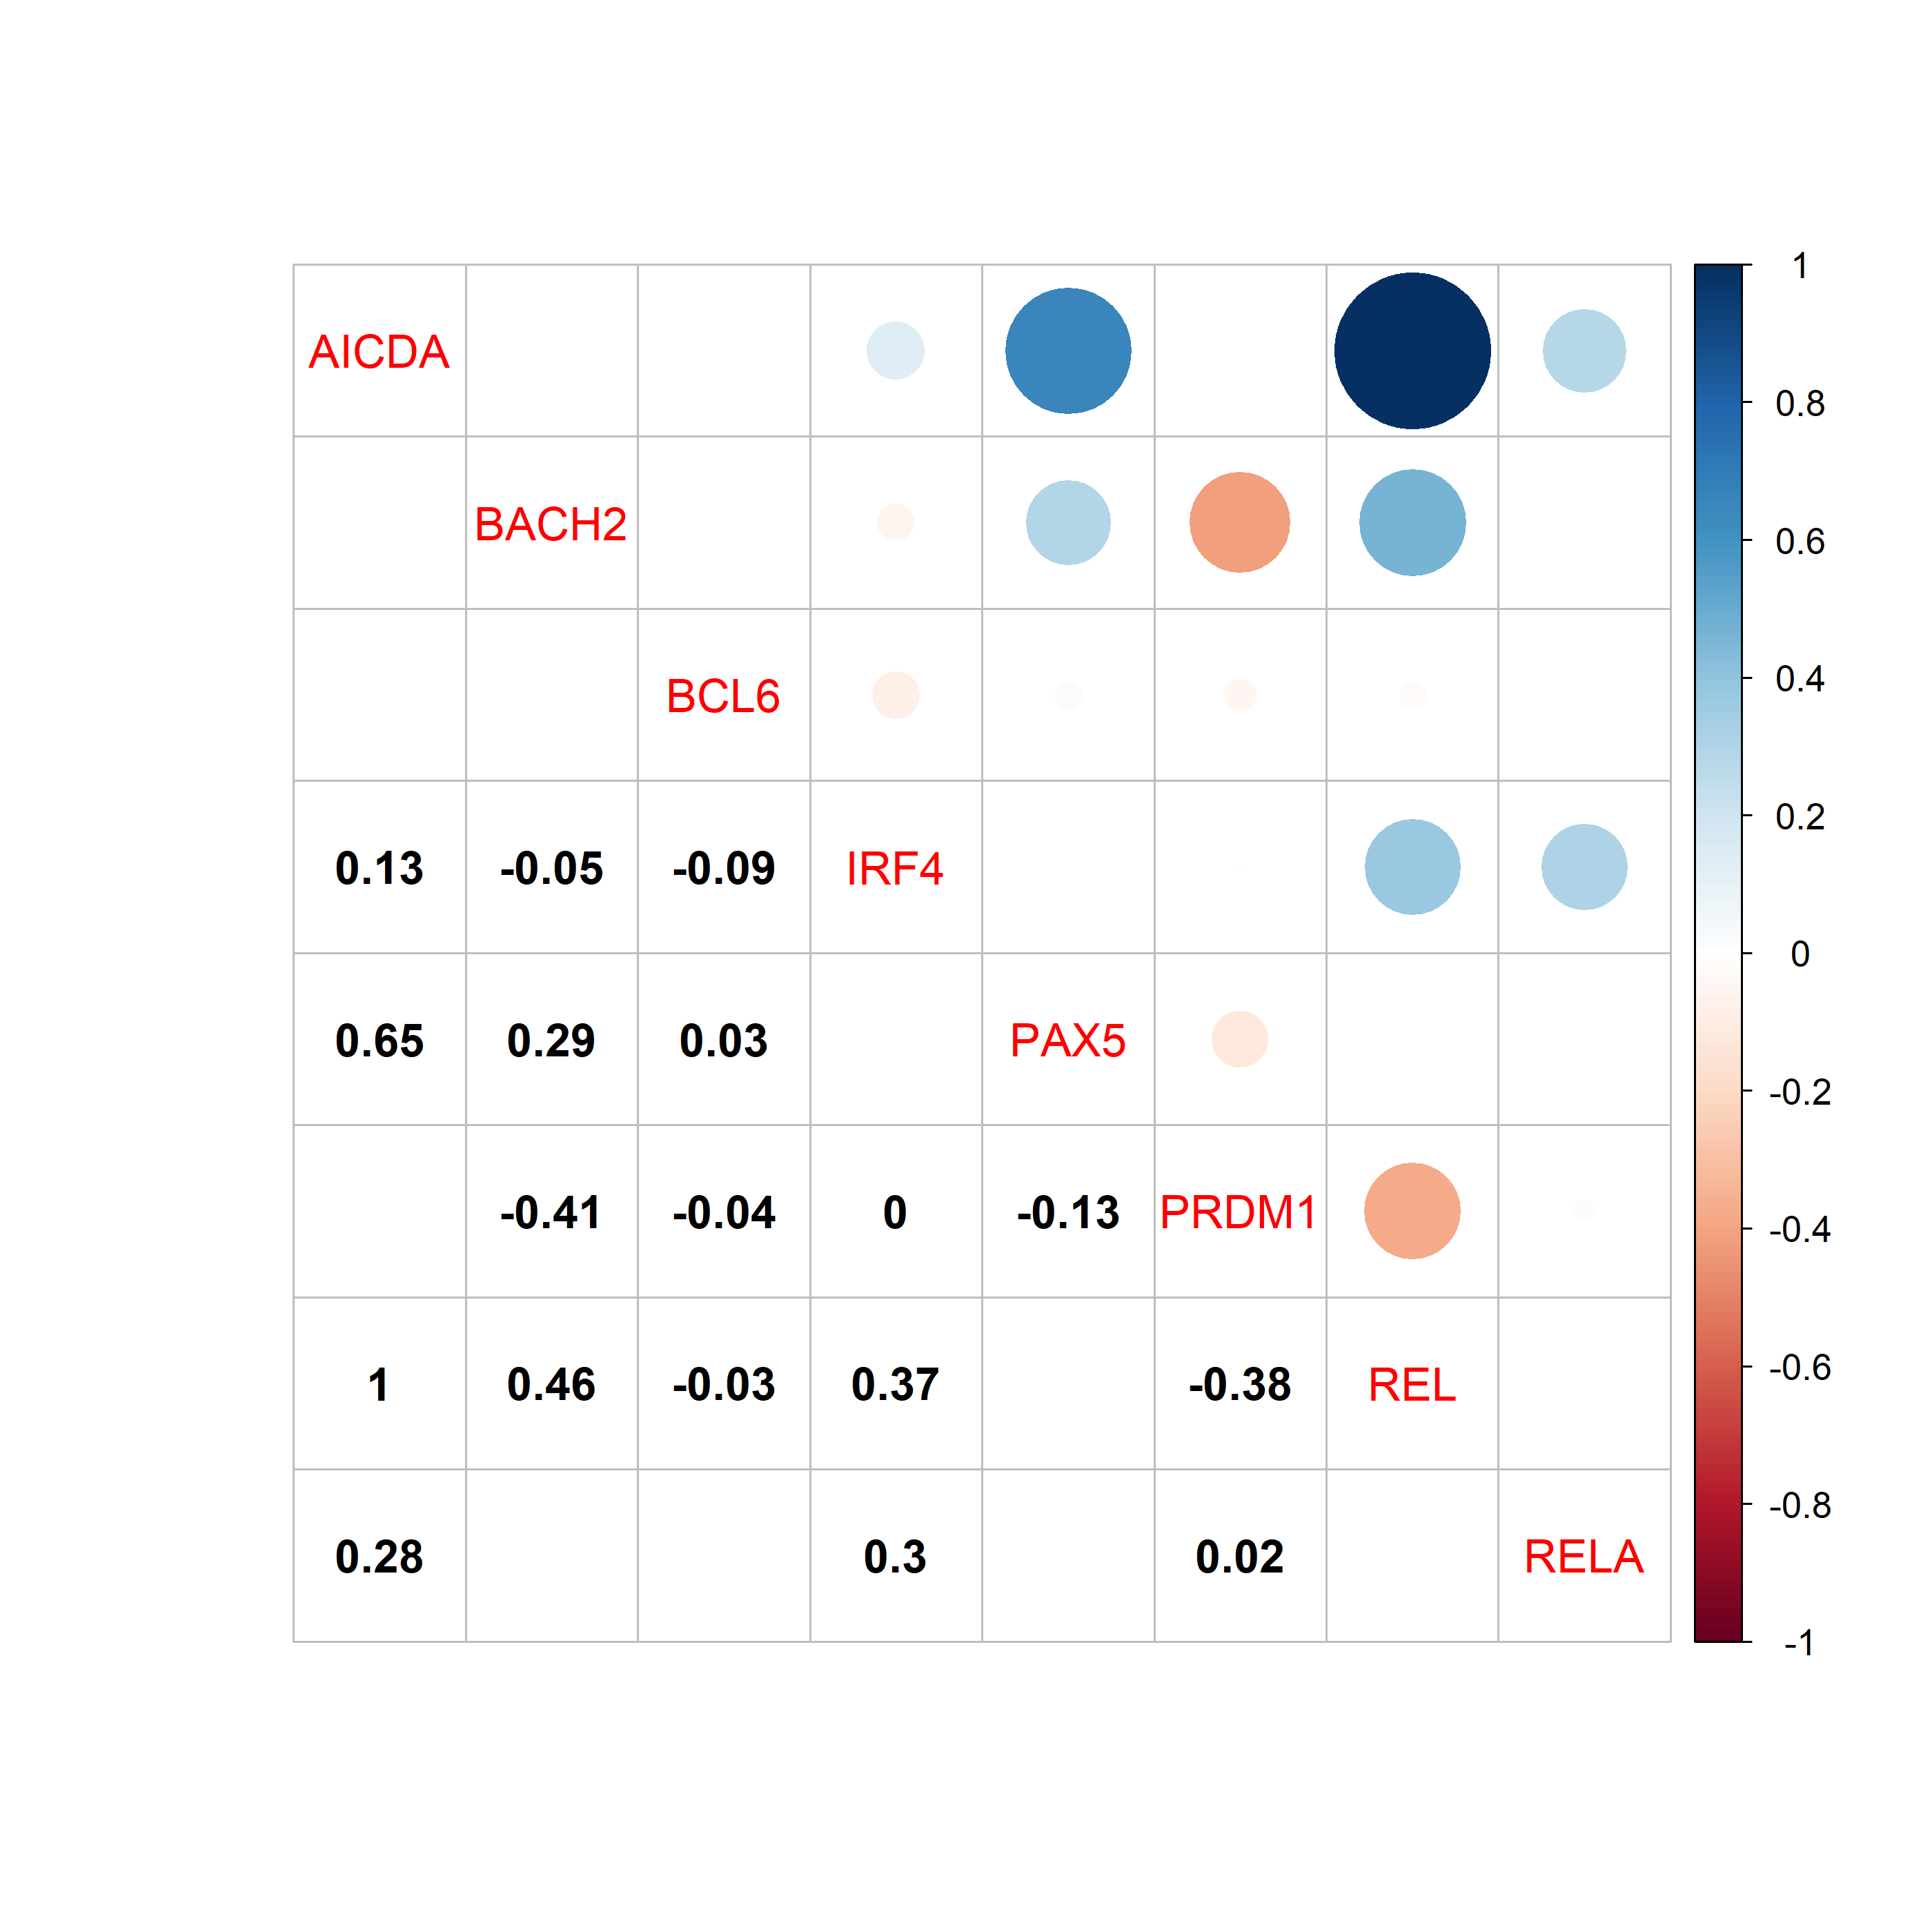 AICDA
BACH2
BCL6
0.13 -0.05 -0.09 IRF4
0.65 0.29 0.03 PAX5
-0.41 -0.04 0 -0.13 PRDM1
1 0.46 -0.03 0.37 -0.38 REL
0.28 0.3 0.02 RELA
1
0.8
0.6
0.4
0.2
0
-0.2
-0.4
-0.6
-0.8
-1